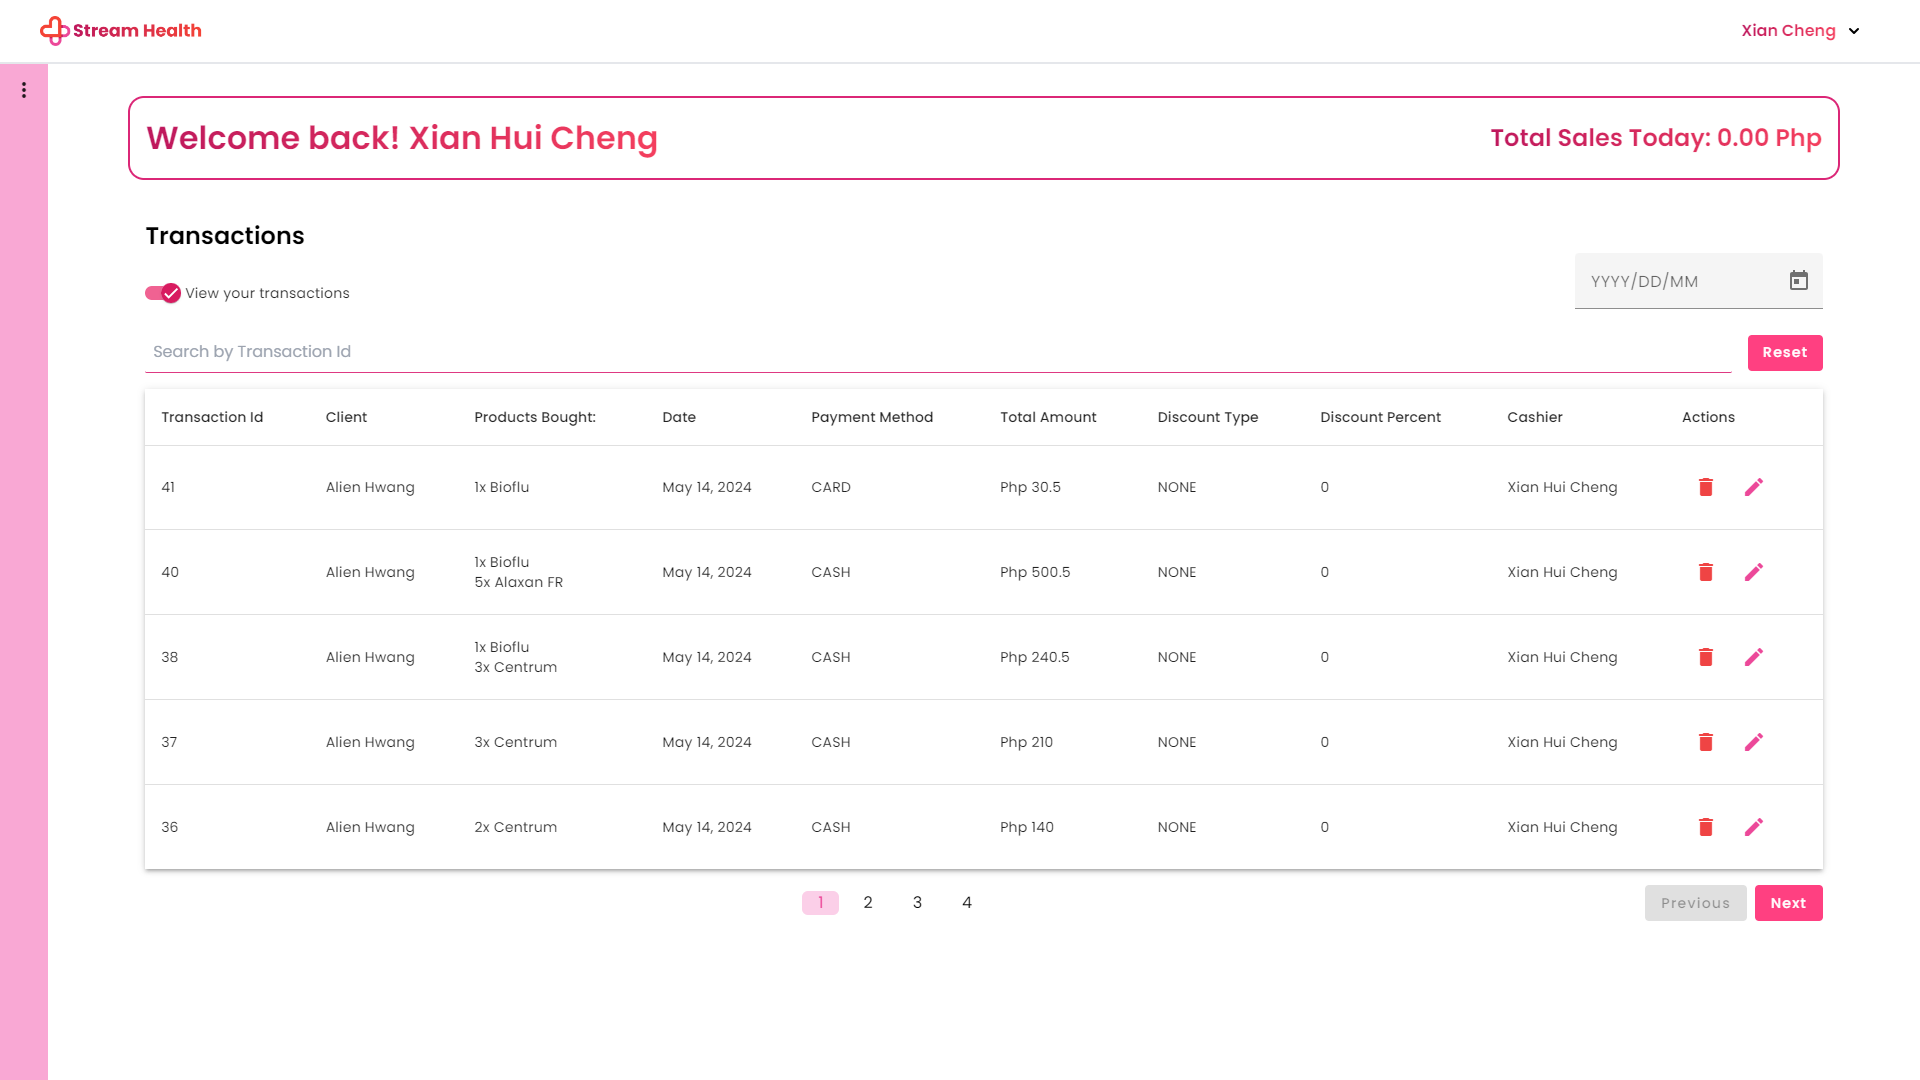 Stream Health
Xian Cheng
Welcome back! Xian Hui Cheng
Total Sales Today: 0.00 Php
Transactions
View your transactions
YYYY/DD/MM
Search by Transaction Id
Reset
Transaction Id Client Products Bought: Date Payment Method Total Amount Discount Type Discount Percent Cashier Actions
41 Alien Hwang 1x Bioflu May 14, 2024 CARD Php 30.5 NONE 0 Xian Hui Cheng
1x Bioflu
40 Alien Hwang May 14, 2024 CASH Php 500.5 NONE 0 Xian Hui Cheng
5x Alaxan FR
1x Bioflu
38 Alien Hwang May 14, 2024 CASH Php 240.5 NONE 0 Xian Hui Cheng
3x Centrum
37 Alien Hwang 3x Centrum May 14, 2024 CASH Php 210 NONE 0 Xian Hui Cheng
36 Alien Hwang 2x Centrum May 14, 2024 CASH Php 140 NONE 0 Xian Hui Cheng
1 2 3 4
Previous Next